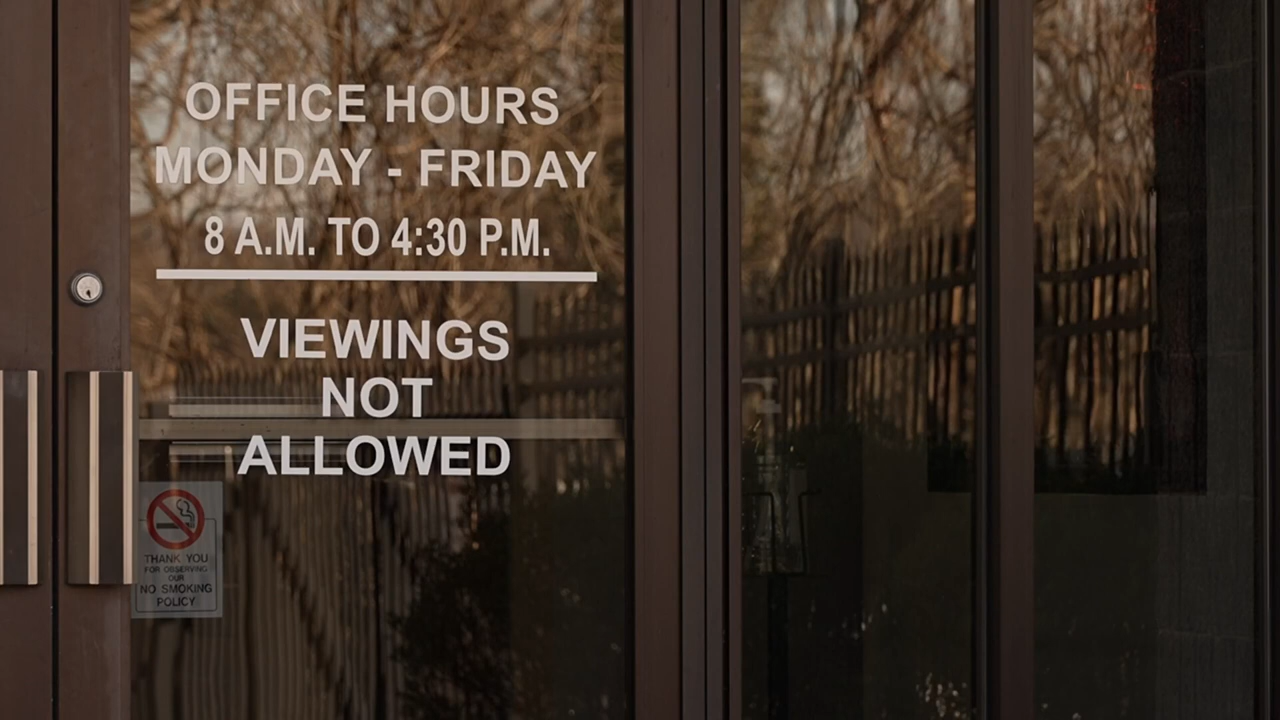 OFFICE HOURS
MONDAY - FRIDAY
8 A.M. TO 4:30 P.M.
VIEWINGS
NOT
ALLOWED
THANK YOU
FOR OBSERVING
OUR
NO SMOKING
POLICY